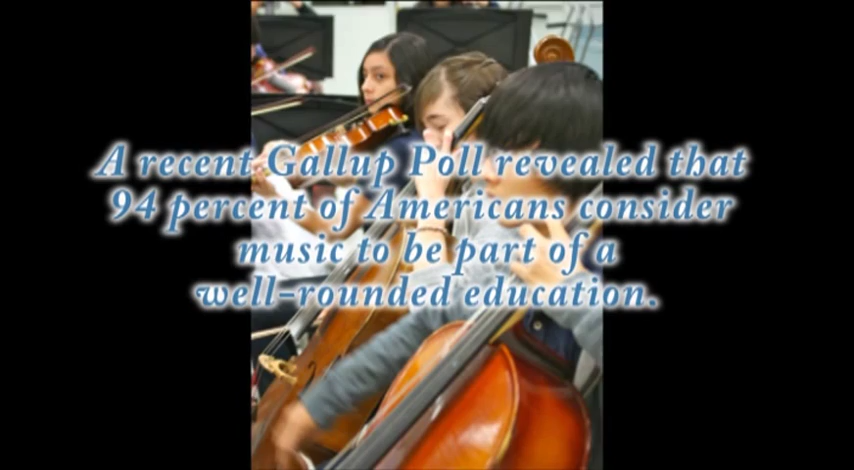 A recent Gallup Poll revealed that
94 percent of Americans consider
music to be part of a
well-rounded education.